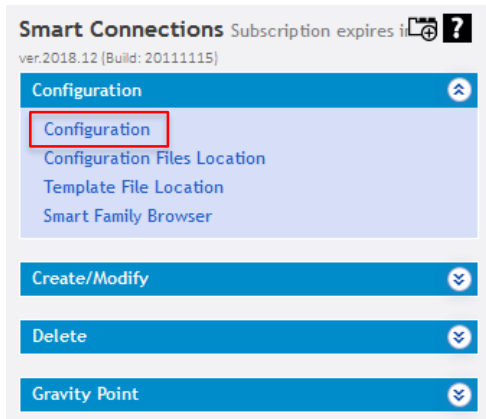 Smart Connections Subscription expires i
ver.2018.12 (Build: 20111115)
Configuration
Configuration
Configuration Files Location
Template File Location
Smart Family Browser
Create/Modify
Delete
Gravity Point